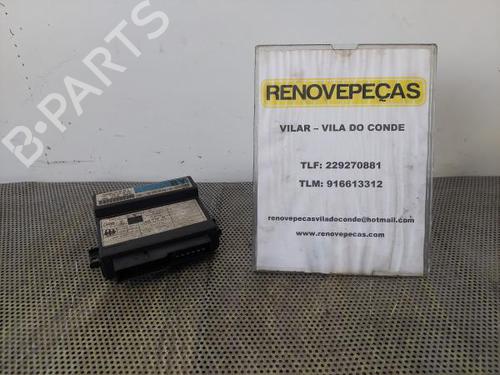 B-PARTS
RENOVEPEÇAS
VILAR – VILA DO CONDE
TLF: 229270881
TLM: 916613312
renovepecasviladoconde@hotmail.com
www.renovepecas.com